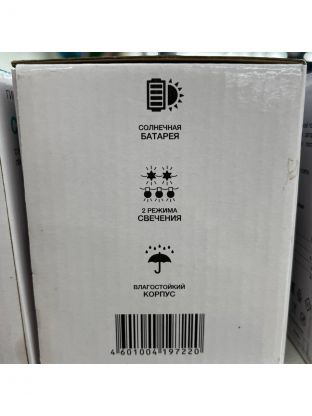 СОЛНЕЧНАЯ
БАТАРЕЯ
2 РЕЖИМА
СВЕЧЕНИЯ
ВЛАГОСТОЙКИЙ
КОРПУС
4 601004 197220